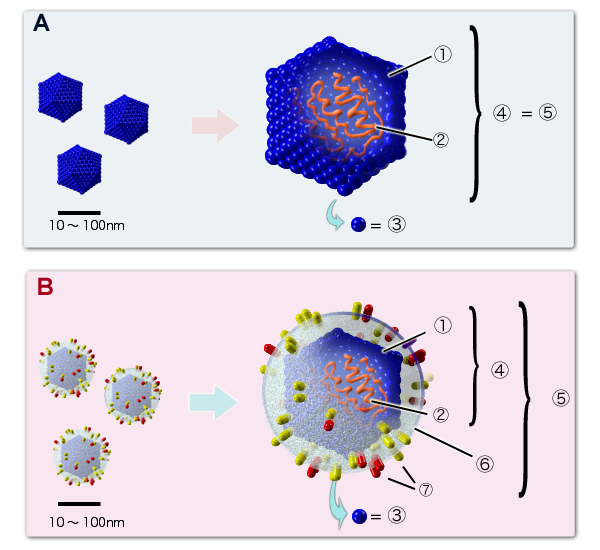 A
①
②
④ = ⑤
= ③
10～100nm
B
①
④
⑤
②
⑥
⑦
= ③
10～100nm